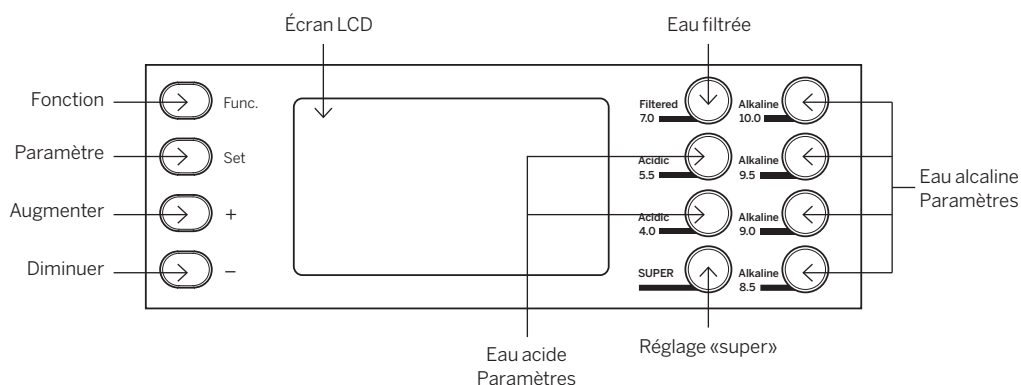 Écran LCD
Eau filtrée
Fonction
Func.
Filtered
7.0
Alkaline
10.0
Paramètre
Set
Acidic
5.5
Alkaline
9.5
Eau alcaline
Paramètres
Augmenter
+
Acidic
4.0
Alkaline
9.0
Diminuer
–
SUPER
Alkaline
8.5
Eau acide
Paramètres
Réglage «super»